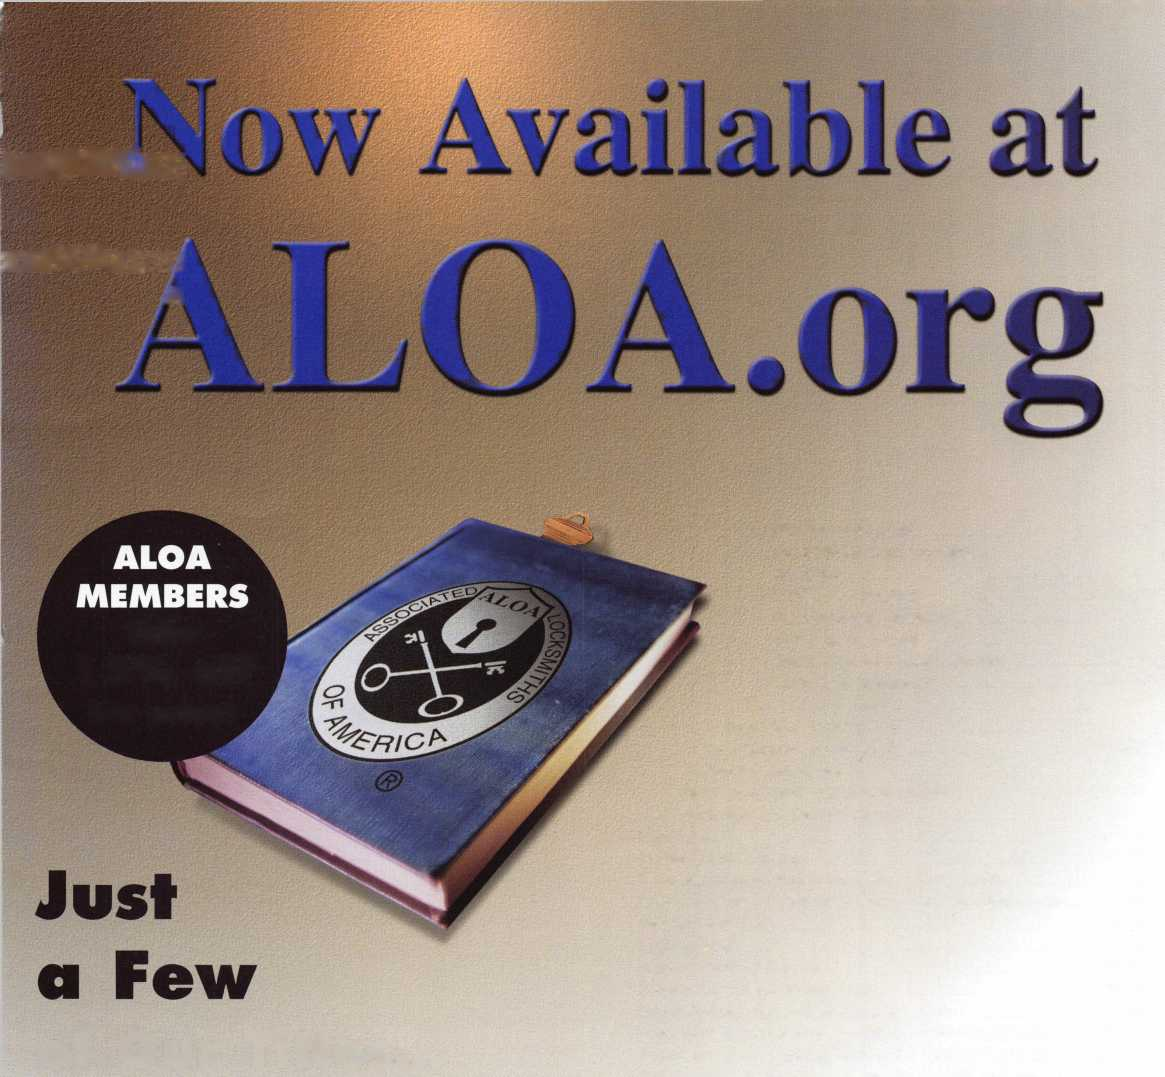 Now Available at
ALOA.org
ALOA
MEMBERS
ASSOCIATED LOCKSMITHS
OF AMERICA
ALOA
®
Just
a Few